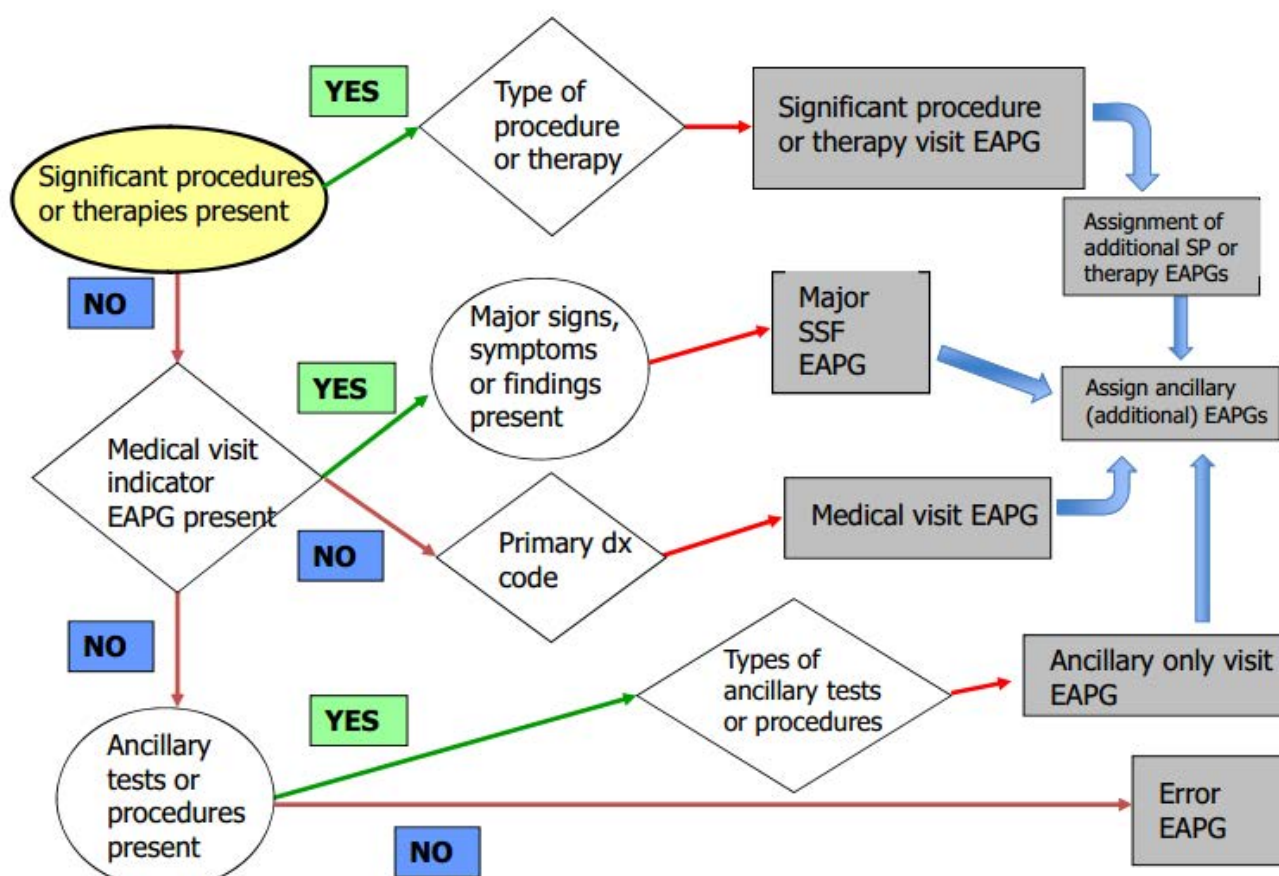 YES
Type of
procedure
or therapy
Significant procedure
or therapy visit EAPG
Significant procedures
or therapies present
Assignment of
additional SP or
therapy EAPGs
NO
Major signs,
symptoms
or findings
present
Major
SSF
EAPG
YES
Assign ancillary
(additional) EAPGs
Medical visit
indicator
EAPG present
Medical visit EAPG
NO
Primary dx
code
NO
Types of
ancillary tests
or procedures
Ancillary only visit
EAPG
YES
Ancillary
tests or
procedures
present
Error
EAPG
NO